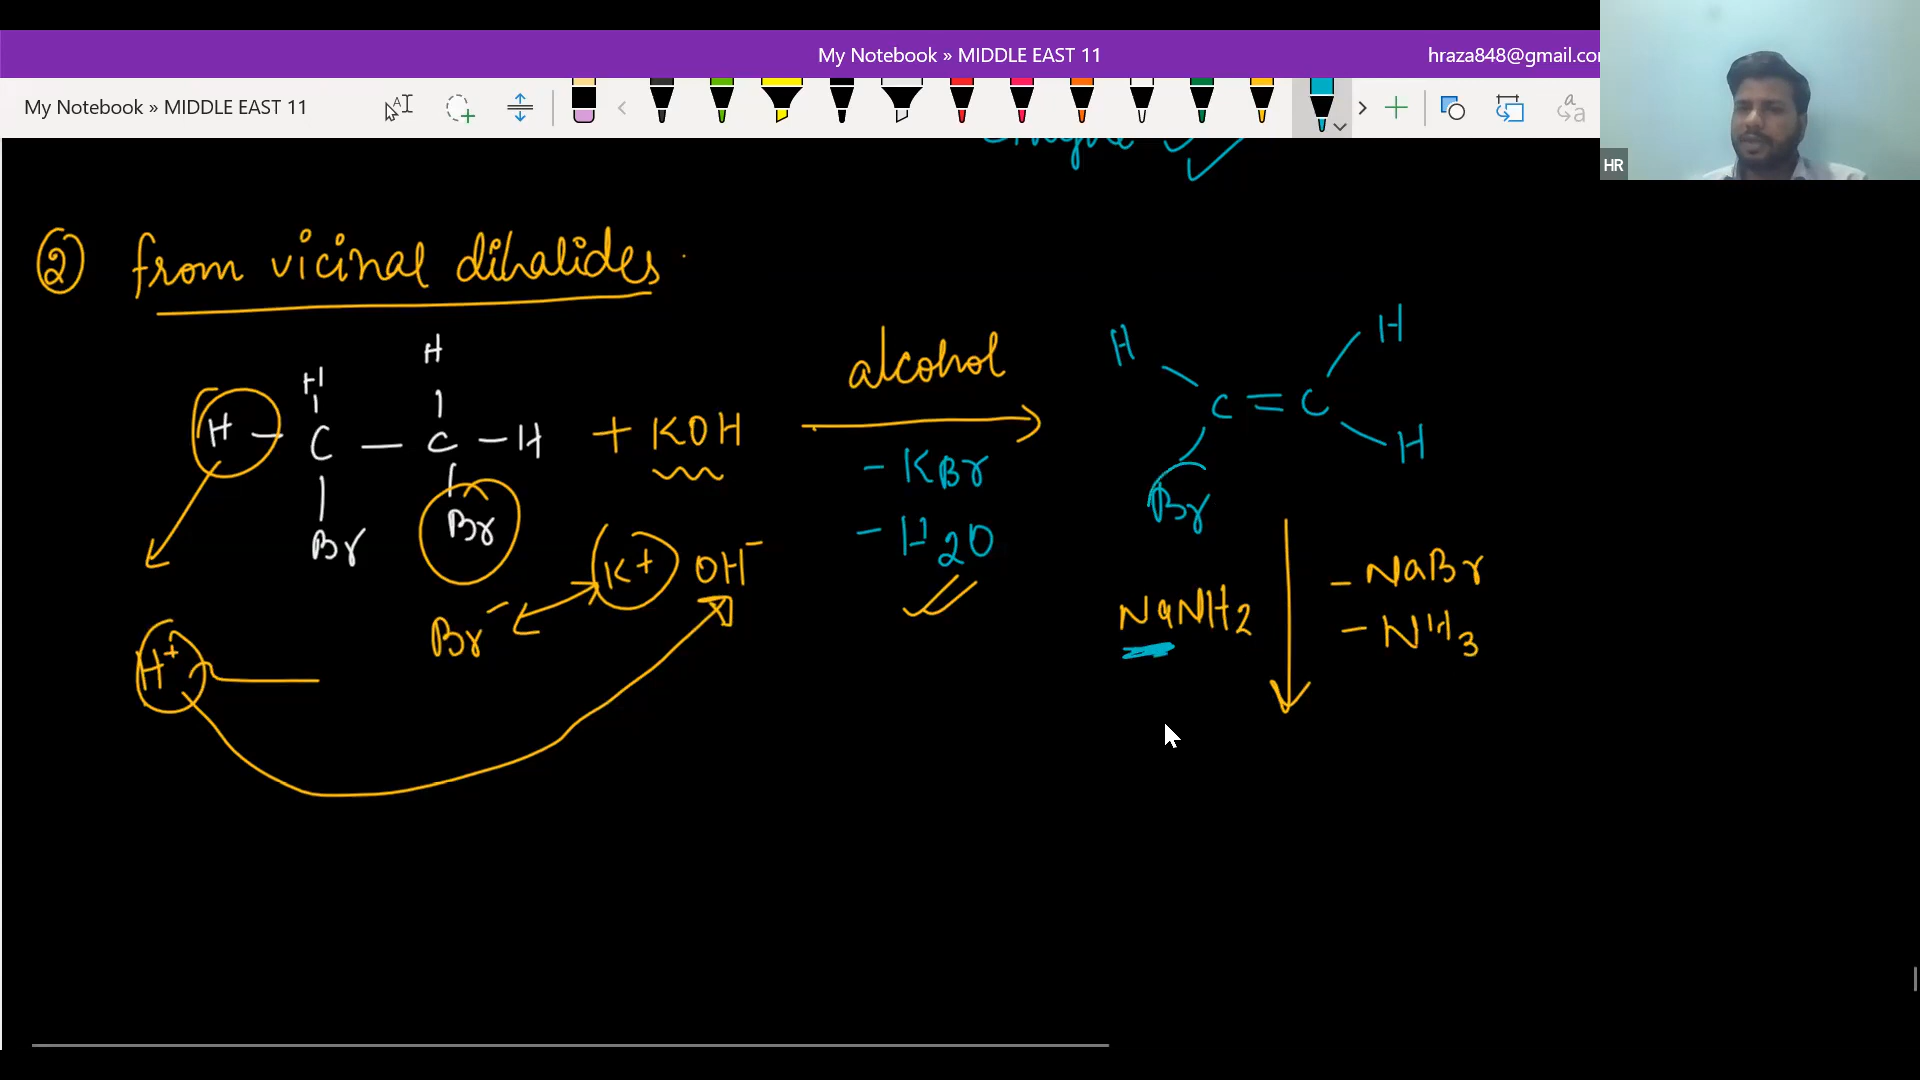 My Notebook » MIDDLE EAST 11
hraza848@gmail.co
My Notebook » MIDDLE EAST 11
HR
② from vicinal dihalides
H H
H – C – C – H + KOH
Br Br
alcohol
- KBr
- H2O
H H
C = C
Br H
K+ OH-
Br-
H+
NaNH2
- NaBr
- NH3